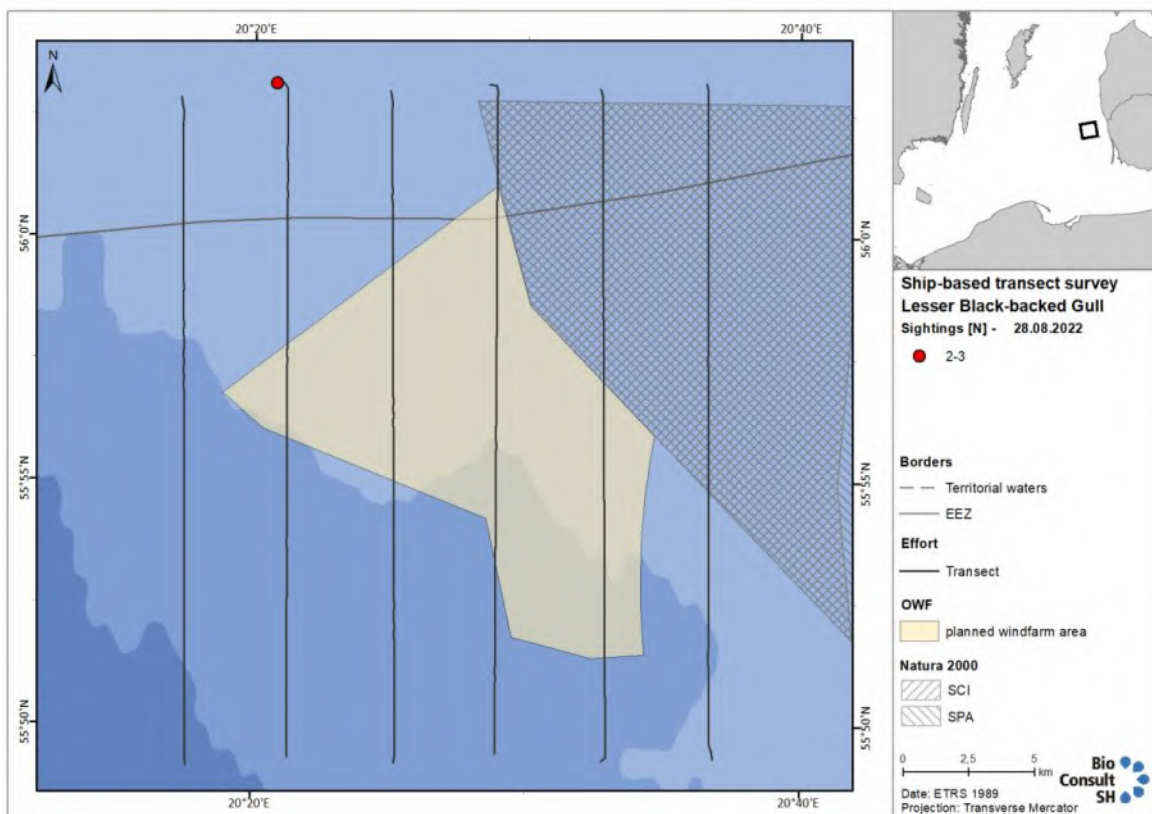 20°20'E
20°40'E
N
56°0'N
56°0'N
55°55'N
55°55'N
55°50'N
55°50'N
20°20'E
20°40'E
Ship-based transect survey
Lesser Black-backed Gull
Sightings [N] - 28.08.2022
2-3
Borders
Territorial waters
EEZ
Effort
Transect
OWF
planned windfarm area
Natura 2000
SCI
SPA
0 2,5 5
km
Date: ETRS 1989
Projection: Transverse Mercator
Bio
Consult
SH